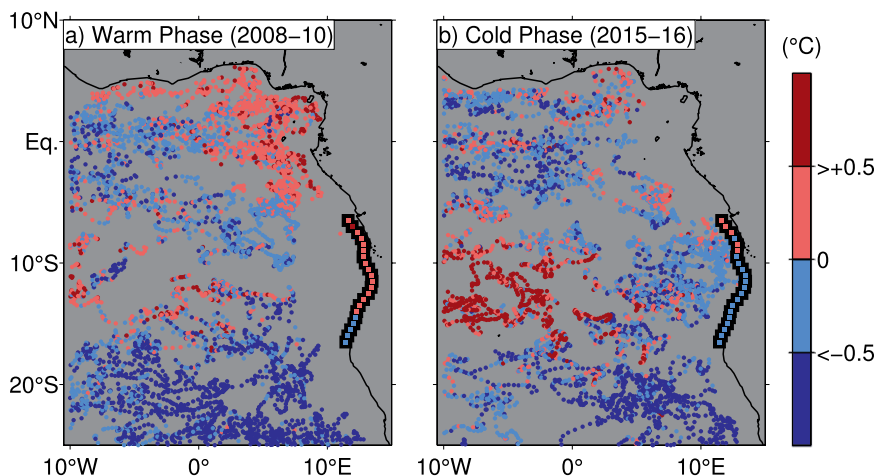 a) Warm Phase (2008–10)
b) Cold Phase (2015–16)
(°C)
10°N
Eq.
10°S
20°S
10°W
0°
10°E
10°W
0°
10°E
>+0.5
0
<−0.5